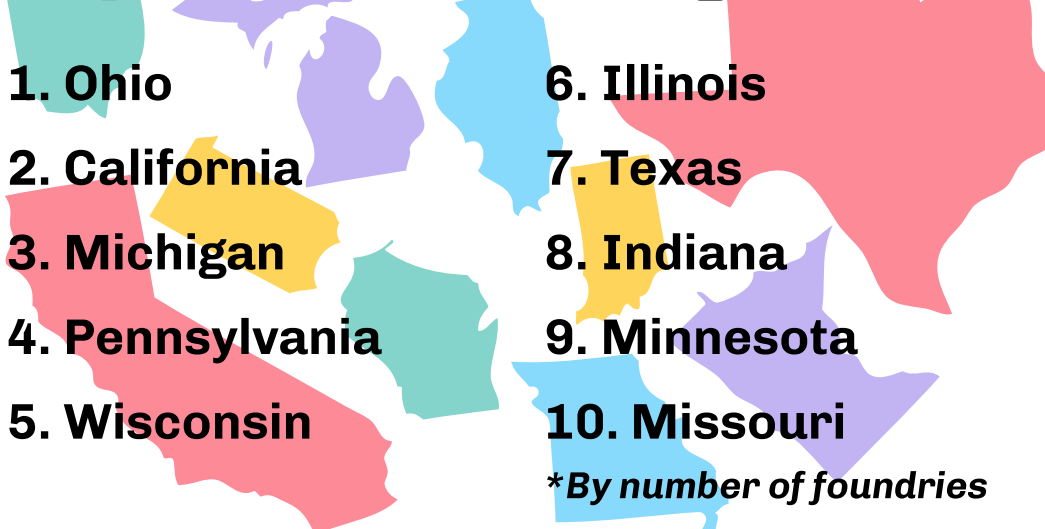 1. Ohio
2. California
3. Michigan
4. Pennsylvania
5. Wisconsin
6. Illinois
7. Texas
8. Indiana
9. Minnesota
10. Missouri
*By number of foundries